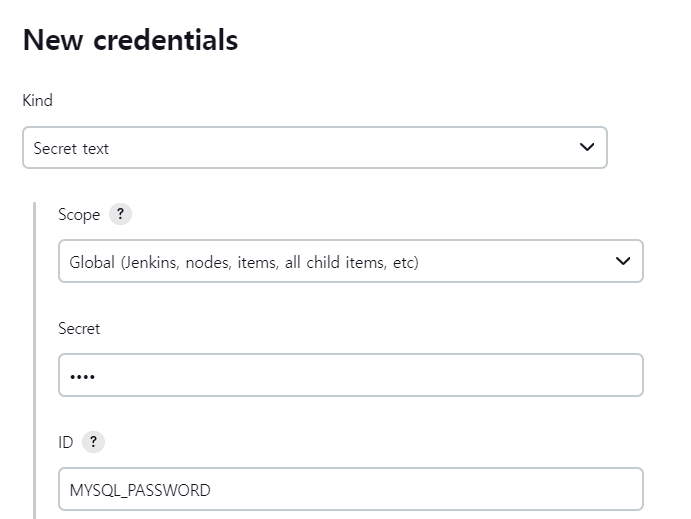 New credentials
Kind
Secret text
Scope ?
Global (Jenkins, nodes, items, all child items, etc)
Secret
••••
ID ?
MYSQL_PASSWORD